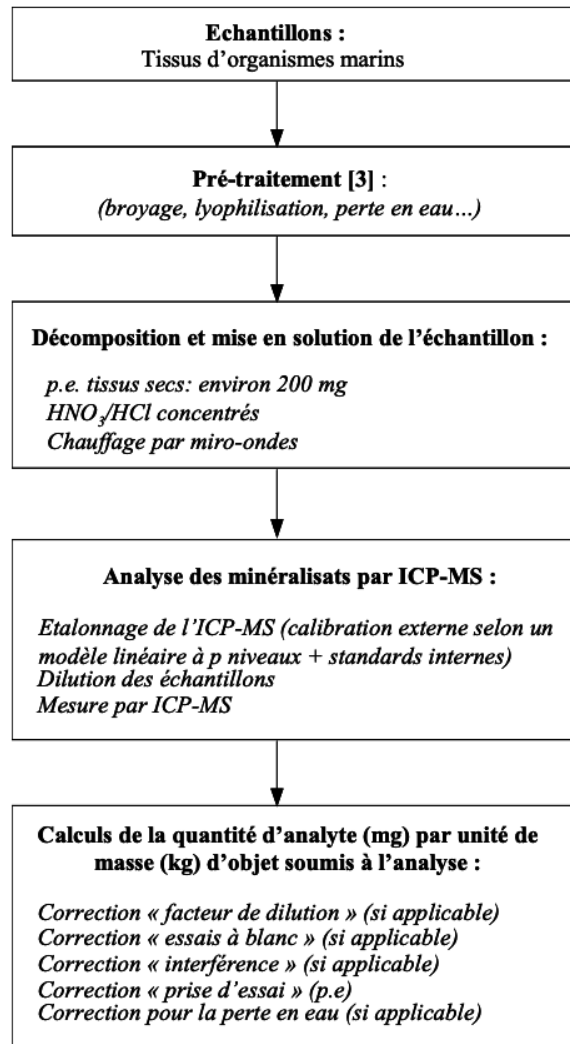 Echantillons :
Tissus d'organismes marins
Pré-traitement [3] :
(broyage, lyophilisation, perte en eau…)
Décomposition et mise en solution de l'échantillon :
p.e. tissus secs: environ 200 mg
HNO₃/HCl concentrés
Chauffage par miro-ondes
Analyse des minéralisats par ICP-MS :
Etalonnage de l'ICP-MS (calibration externe selon un
modèle linéaire à p niveaux + standards internes)
Dilution des échantillons
Mesure par ICP-MS
Calculs de la quantité d'analyte (mg) par unité de
masse (kg) d'objet soumis à l'analyse :
Correction « facteur de dilution » (si applicable)
Correction « essais à blanc » (si applicable)
Correction « interférence » (si applicable)
Correction « prise d'essai » (p.e)
Correction pour la perte en eau (si applicable)